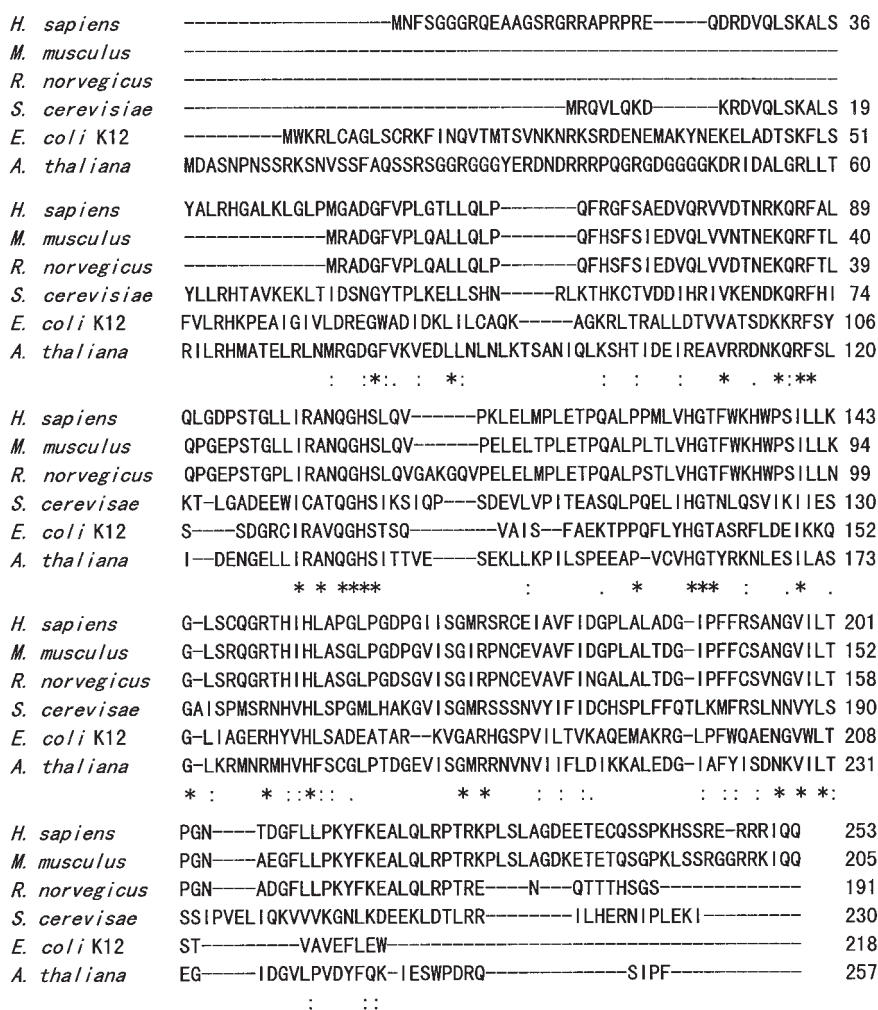 H. sapiens ----------------------MNFSGGGRQEAAGSRGRRAPRPRE-----QDRDVQLSKALS 36
M. musculus ------------------------------------------------------------
R. norvegicus ------------------------------------------------------------
S. cerevisiae -----------------------------------MRQVLQKD------KRDVQLSKALS 19
E. coli K12 ---------MWKRLCAGLSCRKFINQVTMTSVNKNRKSRDENEMAKYNEKELADTSKFLS 51
A. thaliana MDASNPNSSRKSNVSSFAQSSRSGGRGGGYERDNDRRRPQGRGDGGGGKDRIDALGRLLT 60
H. sapiens YALRHGALKLGLPMGADGFVPLGTLLQLP-------QFRGFSAEDVQRVVDTNRKQRFAL 89
M. musculus -------------MRADGFVPLQALLQLP-------QFHSFSIEDVQLVVNTNEKQRFTL 40
R. norvegicus -------------MRADGFVPLQALLQLP-------QFHSFSIEDVQLVVDTNEKQRFTL 39
S. cerevisiae YLLRHTAVKEKLTIDSNGYTPLKELLSHN-----RLKTHKCTVDDIHRIVKENDKQRFHI 74
E. coli K12 FVLRHKPEAIGIVLDREGWADIDKLILCAQK-----AGKRLTRALLDTVVATSDKKRFSY 106
A. thaliana RILRHMATELRLNMRGDGFVKVEDLLNLNLKTSANIQLKSHTIDEIREAVRRDNKQRFSL 120
: :*:. : *: : : : * . *:**
H. sapiens QLGDPSTGLLIRANQGHSLQV------PKLELMPLETPQALPPMLVHGTFWKHWPSILLK 143
M. musculus QPGEPSTGLLIRANQGHSLQV------PELELTPLETPQALPLTLVHGTFWKHWPSILLK 94
R. norvegicus QPGEPSTGPLIRANQGHSLQVGAKGQVPELELMPLETPQALPSTLVHGTFWKHWPSILLN 99
S. cerevisae KT-LGADEEWICATQGHSIKSIQP---SDEVLVPITEASQLPQELIHGTNLQSVIKIIES 130
E. coli K12 S----SDGRCIRAVQGHSTSQ--------VAIS--FAEKTPPQFLYHGTASRFLDEIKKQ 152
A. thaliana I--DENGELLIRANQGHSITTVE----SEKLLKPILSPEEAP-VCVHGTYRKNLESILAS 173
* * **** : . * *** : .* .
H. sapiens G-LSCQGRTHIHLAPGLPGDPGIISGMRSRCEIAVFIDGPLALADG-IPFFRSANGVILT 201
M. musculus G-LSRQGRTHIHLASGLPGDPGVISGIRPNCEVAVFIDGPLALTDG-IPFFCSANGVILT 152
R. norvegicus G-LSRQGRTHIHLASGLPGDSGVISGIRPNCEVAVFINGALALTDG-IPFFCSVNGVILT 158
S. cerevisae GAISPMSRNHVHLSPGMLHAKGVISGMRSSSNVYIFIDCHSPLFFQTLKMFRSLNNVYLS 190
E. coli K12 G-LIAGERHYVHLSADEATAR-KVGARHGSPVILTVKAQEMAKRG-LPFWQAENGVWLT 208
A. thaliana G-LKRMNRMHVHFSCGLPTDGEVISGMRRNVNVIIFLDIKKALEDG-IAFYISDNKVILT 231
* : * ::*:: . * * : : :. : :: : * * *:
H. sapiens PGN----TDGFLLPKYFKEALQLRPTRKPLSLAGDEETECQSSPKHSSRE-RRRIQQ 253
M. musculus PGN----AEGFLLPKYFKEALQLRPTRKPLSLAGDKETETQSGPKLSSRGGRRKIQQ 205
R. norvegicus PGN----ADGFLLPKYFKEALQLRPTRE----N--QTTTHSGS------------- 191
S. cerevisae SSIPVELIQKVVVKGNLKDEEKLDTLRR--------ILHERNIPLEKI--------- 230
E. coli K12 ST---------VAVEFLEW-------------------------------------- 218
A. thaliana EG-----IDGVLPVDYFQK-IESWPDRQ-------------SIPF------------ 257
: ::